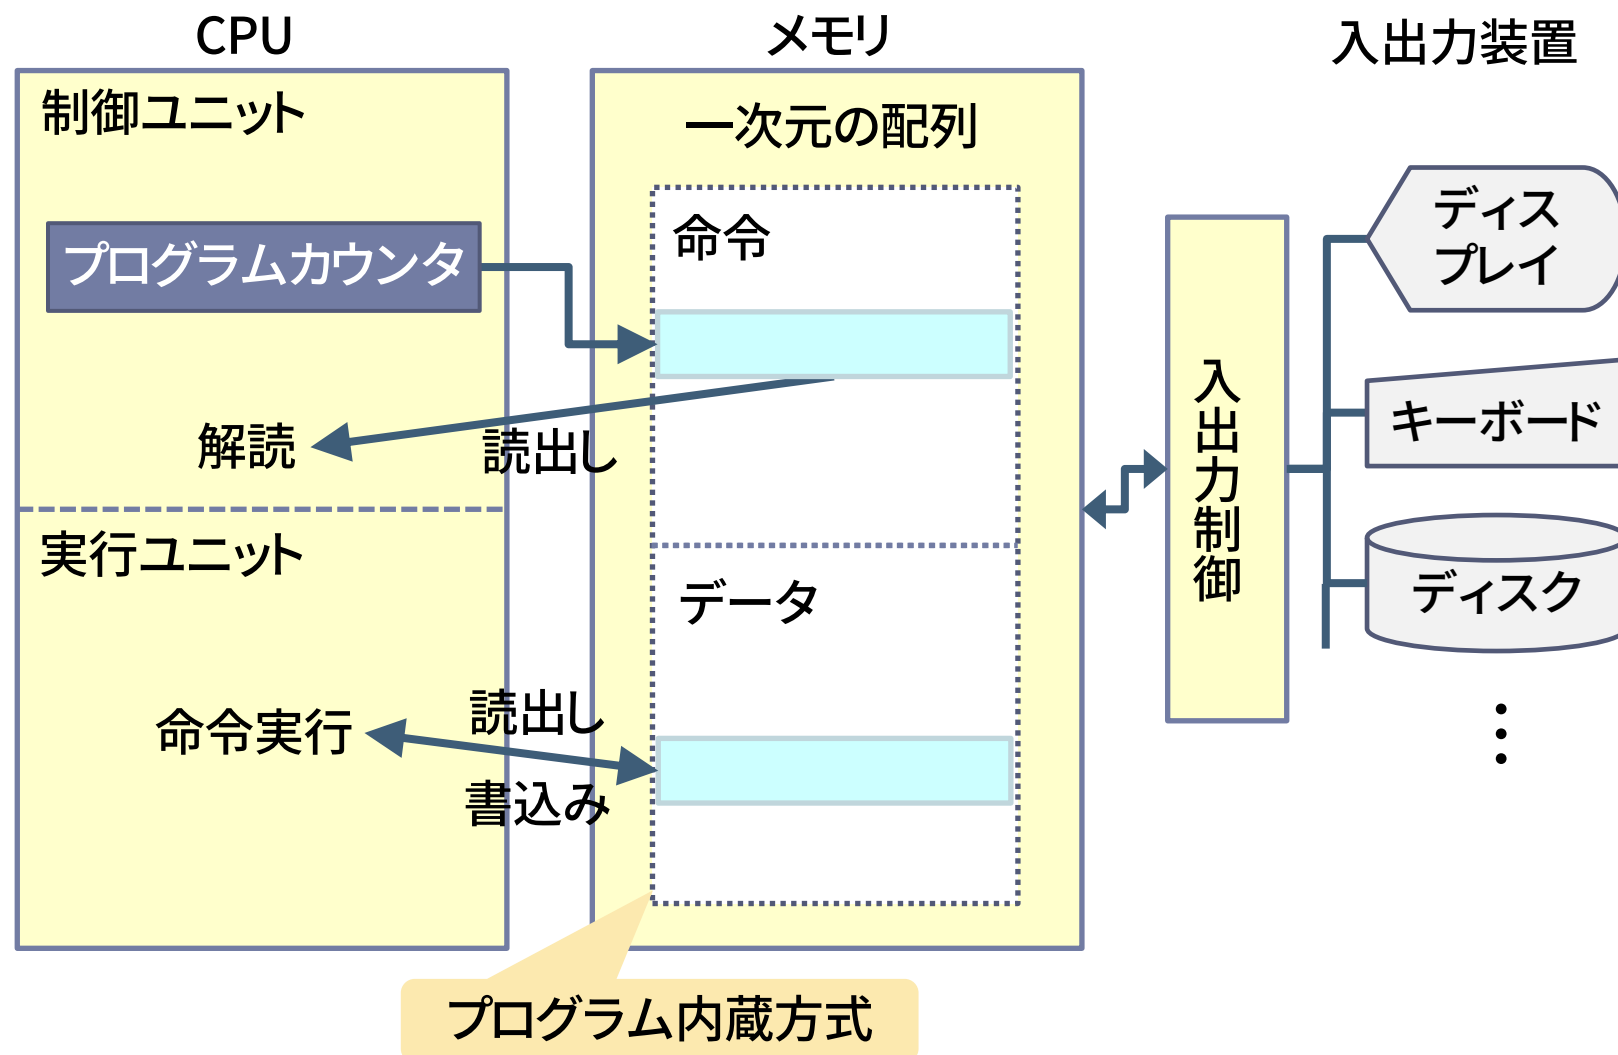 CPU
メモリ
入出力装置
制御ユニット
一次元の配列
プログラムカウンタ
命令
ディス
プレイ
解読
読出し
キーボード
入出力制御
実行ユニット
データ
ディスク
命令実行
読出し
書込み
プログラム内蔵方式